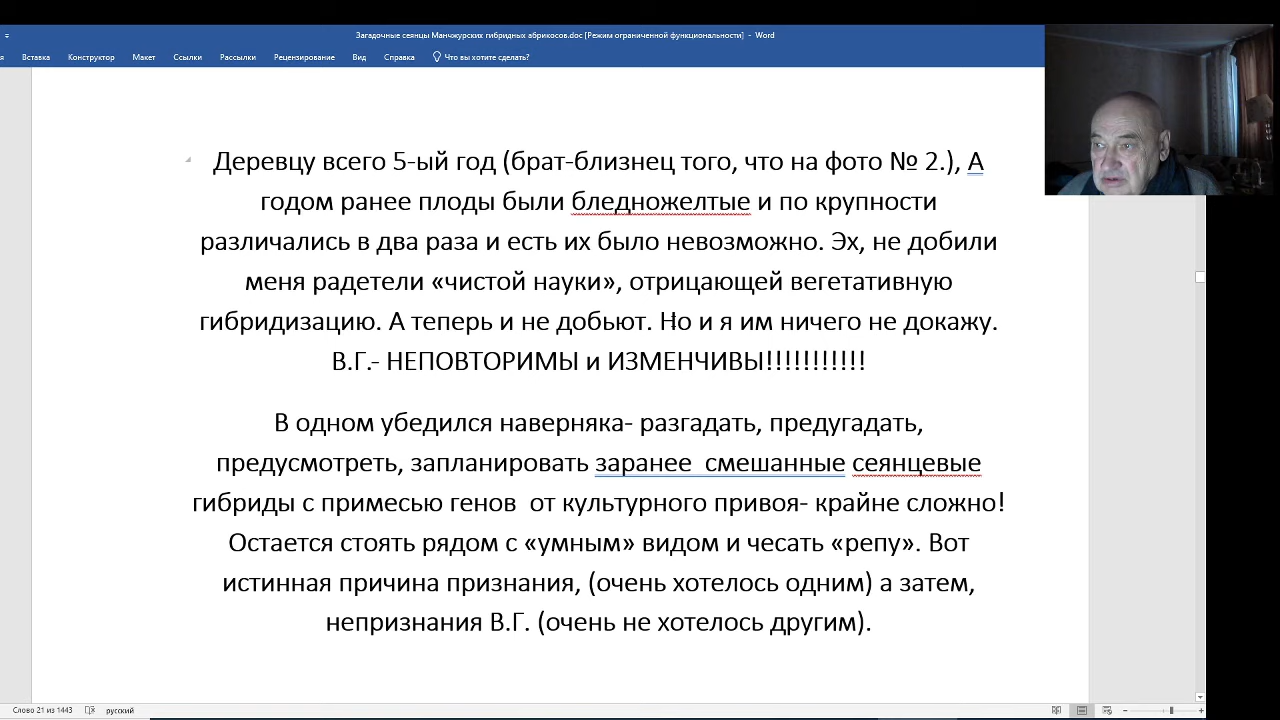 Загадочные сеянцы Манчжурских гибридных абрикосов.doc [Режим ограниченной функциональности] - Word
Вставка Конструктор Макет Ссылки Рассылки Рецензирование Вид Справка Что вы хотите сделать?
Деревцу всего 5-ый год (брат-близнец того, что на фото № 2.), А
годом ранее плоды были бледножелтые и по крупности
различались в два раза и есть их было невозможно. Эх, не добили
меня радетели «чистой науки», отрицающей вегетативную
гибридизацию. А теперь и не добьют. Но и я им ничего не докажу.
В.Г.- НЕПОВТОРИМЫ и ИЗМЕНЧИВЫ!!!!!!!!!!!
В одном убедился наверняка- разгадать, предугадать,
предусмотреть, запланировать заранее  смешанные сеянцевые
гибриды с примесью генов  от культурного привоя- крайне сложно!
Остается стоять рядом с «умным» видом и чесать «репу». Вот
истинная причина признания, (очень хотелось одним) а затем,
непризнания В.Г. (очень не хотелось другим).
Слово 21 из 1443 русский